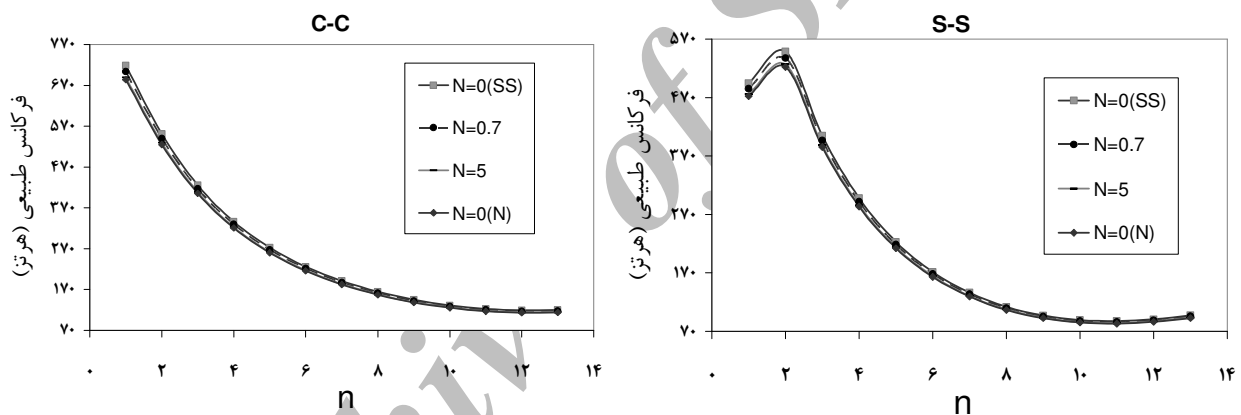 C-C
۷۷۰
۶۷۰
۵۷۰
۴۷۰
۳۷۰
۲۷۰
۱۷۰
۷۰
فرکانس طبیعی (هرتز)
N=0(SS)
N=0.7
N=5
N=0(N)
۰ ۲ ۴ ۶ ۸ ۱۰ ۱۲ ۱۴
n
S-S
۵۷۰
۴۷۰
۳۷۰
۲۷۰
۱۷۰
۷۰
فرکانس طبیعی (هرتز)
N=0(SS)
N=0.7
N=5
N=0(N)
۰ ۲ ۴ ۶ ۸ ۱۰ ۱۲ ۱۴
n
of